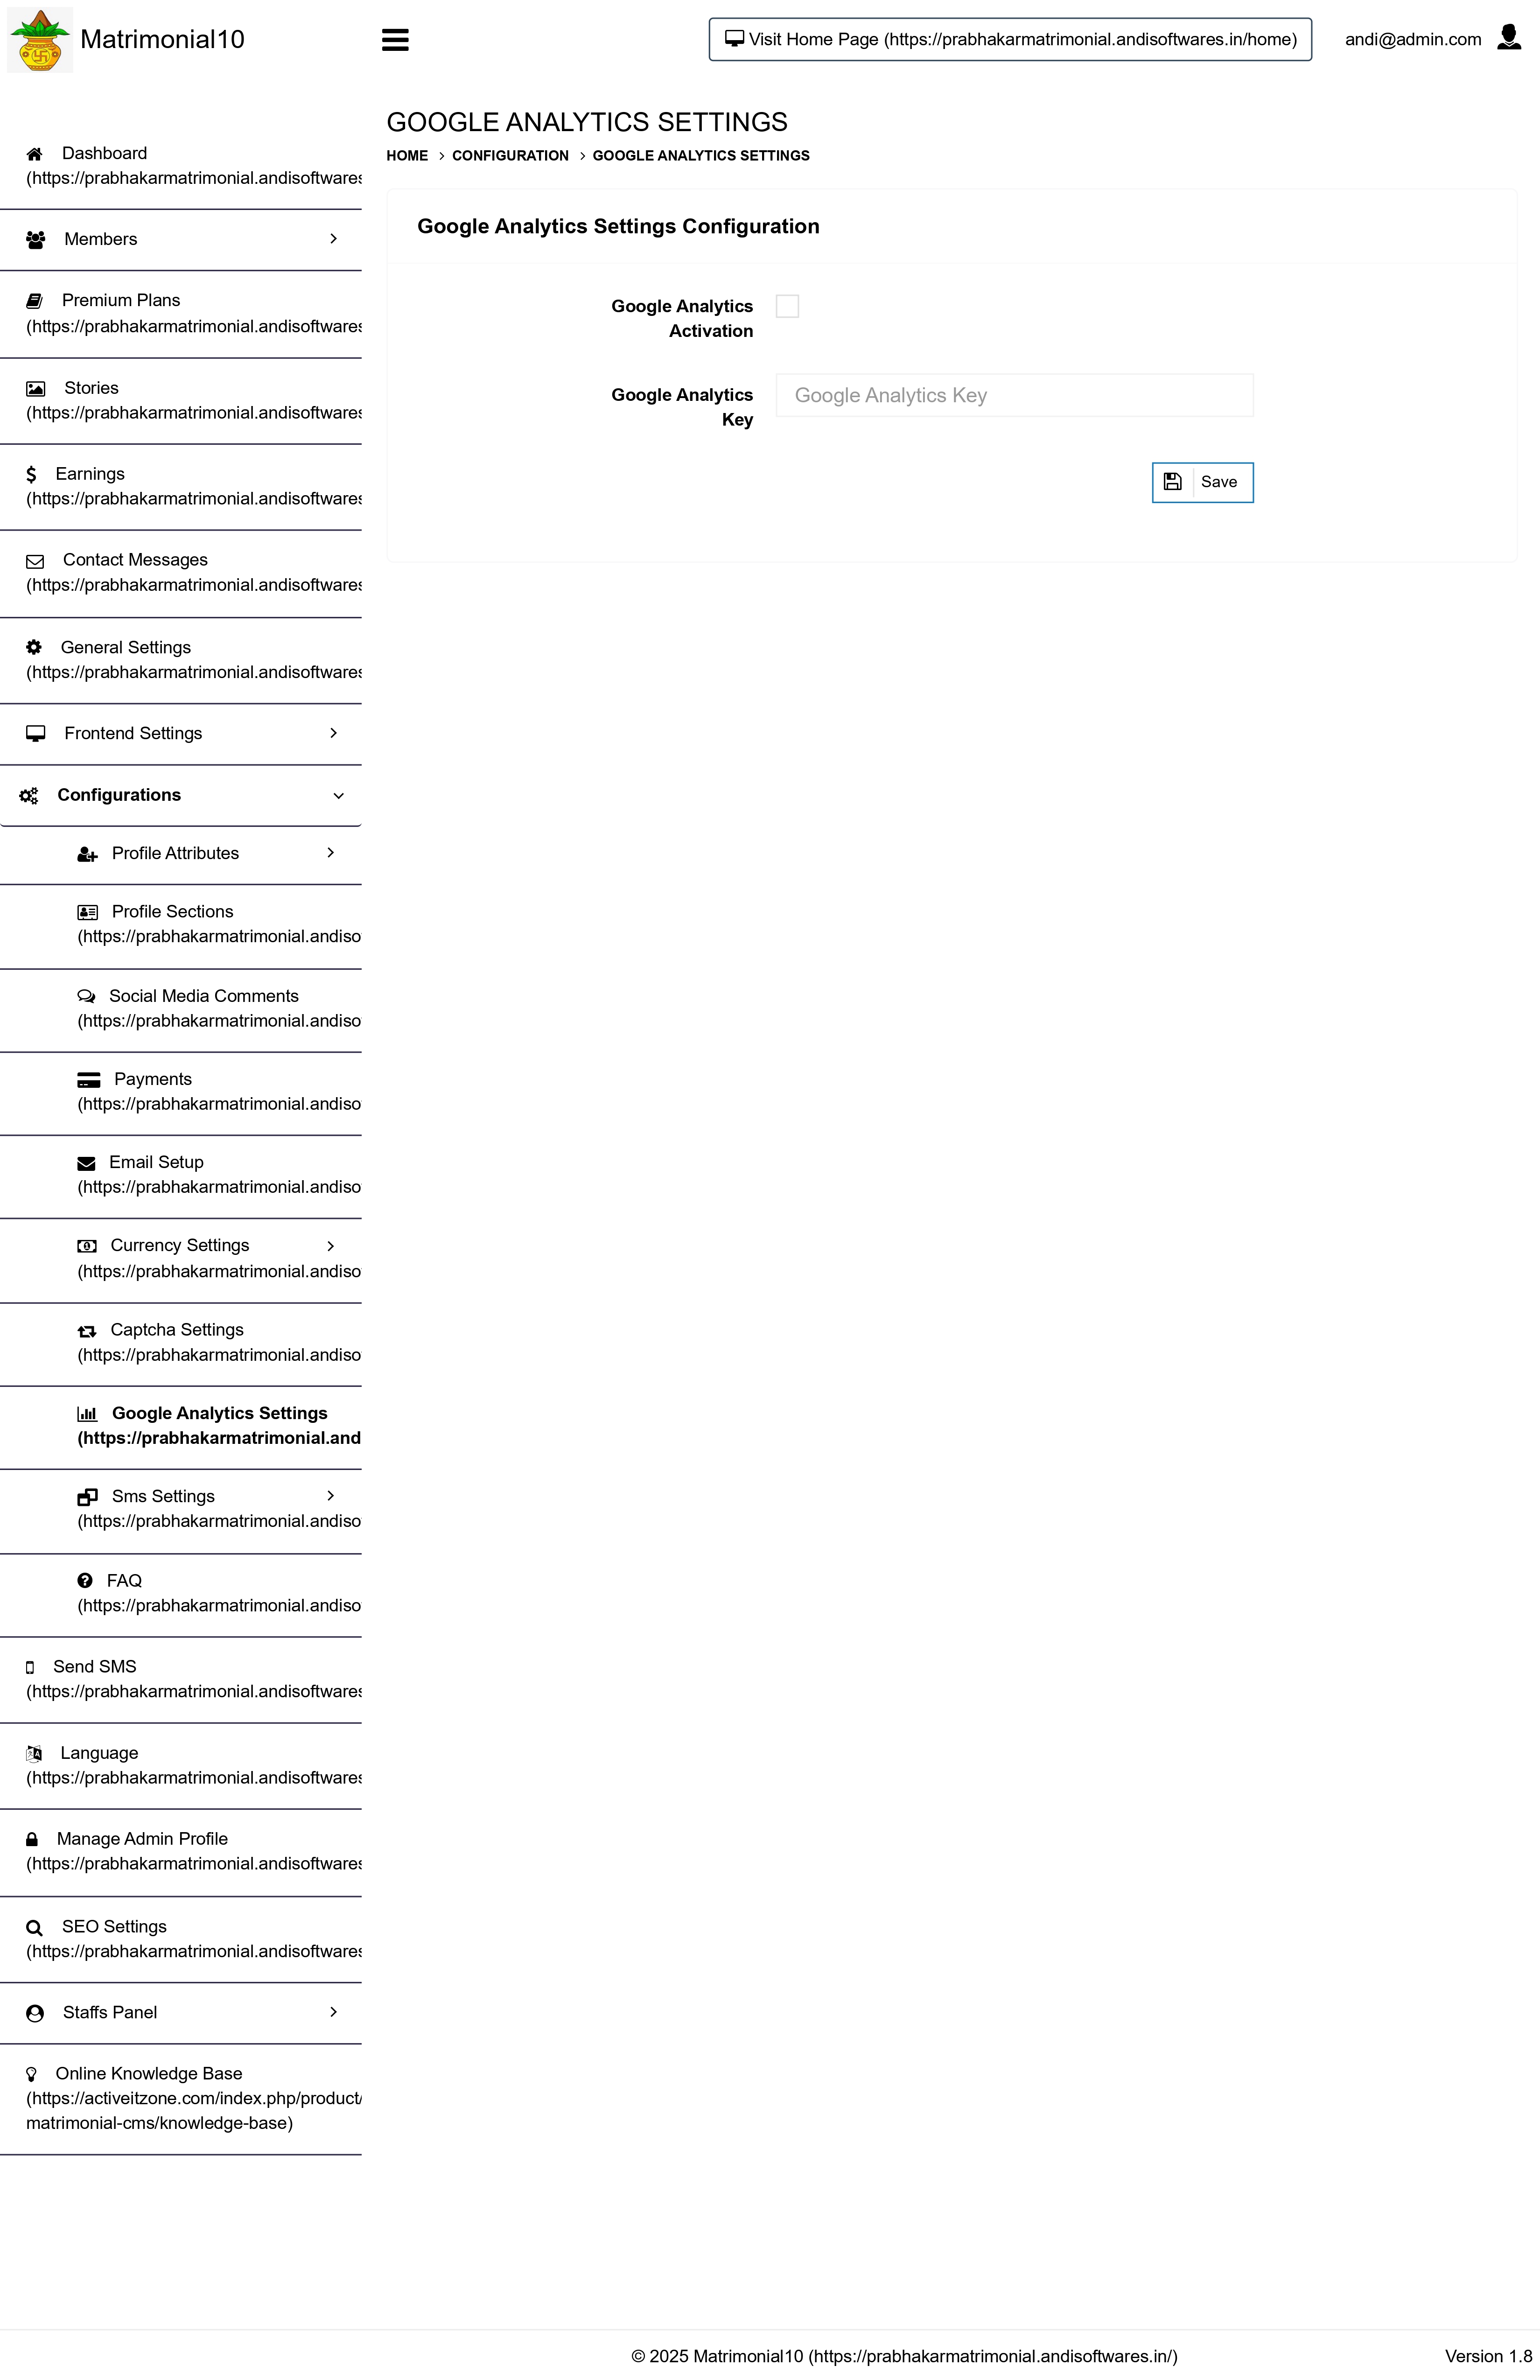 Matrimonial10
Visit Home Page (https://prabhakarmatrimonial.andisoftwares.in/home)
andi@admin.com
Dashboard
(https://prabhakarmatrimonial.andisoftwares
Members
Premium Plans
(https://prabhakarmatrimonial.andisoftwares
Stories
(https://prabhakarmatrimonial.andisoftwares
Earnings
(https://prabhakarmatrimonial.andisoftwares
Contact Messages
(https://prabhakarmatrimonial.andisoftwares
General Settings
(https://prabhakarmatrimonial.andisoftwares
Frontend Settings
Configurations
Profile Attributes
Profile Sections
(https://prabhakarmatrimonial.andiso
Social Media Comments
(https://prabhakarmatrimonial.andiso
Payments
(https://prabhakarmatrimonial.andiso
Email Setup
(https://prabhakarmatrimonial.andiso
Currency Settings
(https://prabhakarmatrimonial.andiso
Captcha Settings
(https://prabhakarmatrimonial.andiso
Google Analytics Settings
(https://prabhakarmatrimonial.and
Sms Settings
(https://prabhakarmatrimonial.andiso
FAQ
(https://prabhakarmatrimonial.andiso
Send SMS
(https://prabhakarmatrimonial.andisoftwares
Language
(https://prabhakarmatrimonial.andisoftwares
Manage Admin Profile
(https://prabhakarmatrimonial.andisoftwares
SEO Settings
(https://prabhakarmatrimonial.andisoftwares
Staffs Panel
Online Knowledge Base
(https://activeitzone.com/index.php/product/
matrimonial-cms/knowledge-base)
GOOGLE ANALYTICS SETTINGS
HOME > CONFIGURATION > GOOGLE ANALYTICS SETTINGS
Google Analytics Settings Configuration
Google Analytics
Activation
Google Analytics
Key
Google Analytics Key
Save
© 2025 Matrimonial10 (https://prabhakarmatrimonial.andisoftwares.in/)
Version 1.8